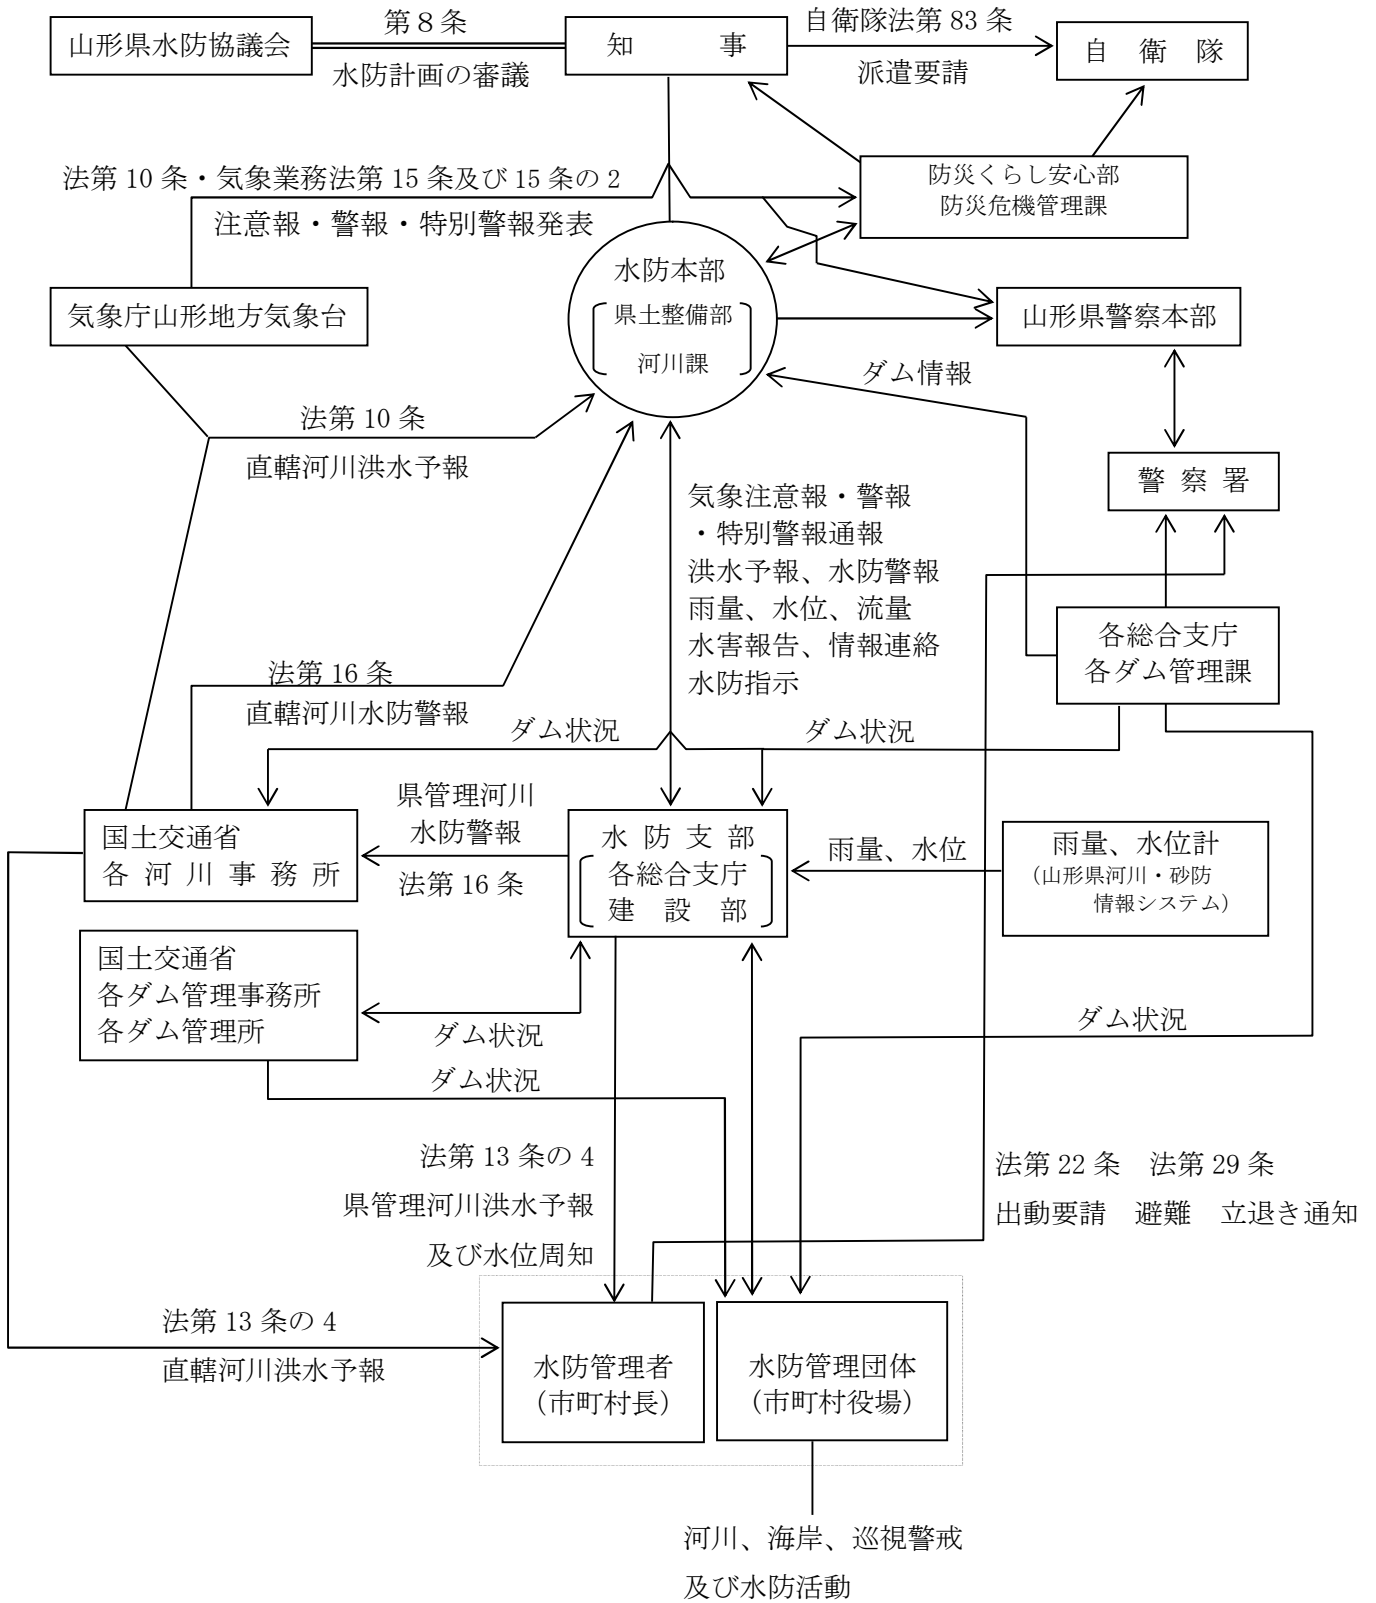 第８条
自衛隊法第 83 条
山形県水防協議会
知　事
自　衛　隊
水防計画の審議
派遣要請
法第 10 条・気象業務法第 15 条及び 15 条の 2
防災くらし安心部
防災危機管理課
注意報・警報・特別警報発表
水防本部
県土整備部
河川課
気象庁山形地方気象台
山形県警察本部
ダム情報
法第 10 条
直轄河川洪水予報
警 察 署
気象注意報・警報
・特別警報通報
洪水予報、水防警報
雨量、水位、流量
水害報告、情報連絡
水防指示
各総合支庁
各ダム管理課
法第 16 条
直轄河川水防警報
ダム状況
ダム状況
県管理河川
水防警報
法第 16 条
国土交通省
各 河 川 事 務 所
水 防 支 部
各総合支庁
建　設　部
雨量、水位
雨量、水位計
（山形県河川・砂防
情報システム）
国土交通省
各ダム管理事務所
各ダム管理所
ダム状況
ダム状況
ダム状況
法第 13 条の 4
県管理河川洪水予報
及び水位周知
法第 22 条　法第 29 条
出動要請　避難　立退き通知
法第 13 条の 4
直轄河川洪水予報
水防管理者
（市町村長）
水防管理団体
（市町村役場）
河川、海岸、巡視警戒
及び水防活動